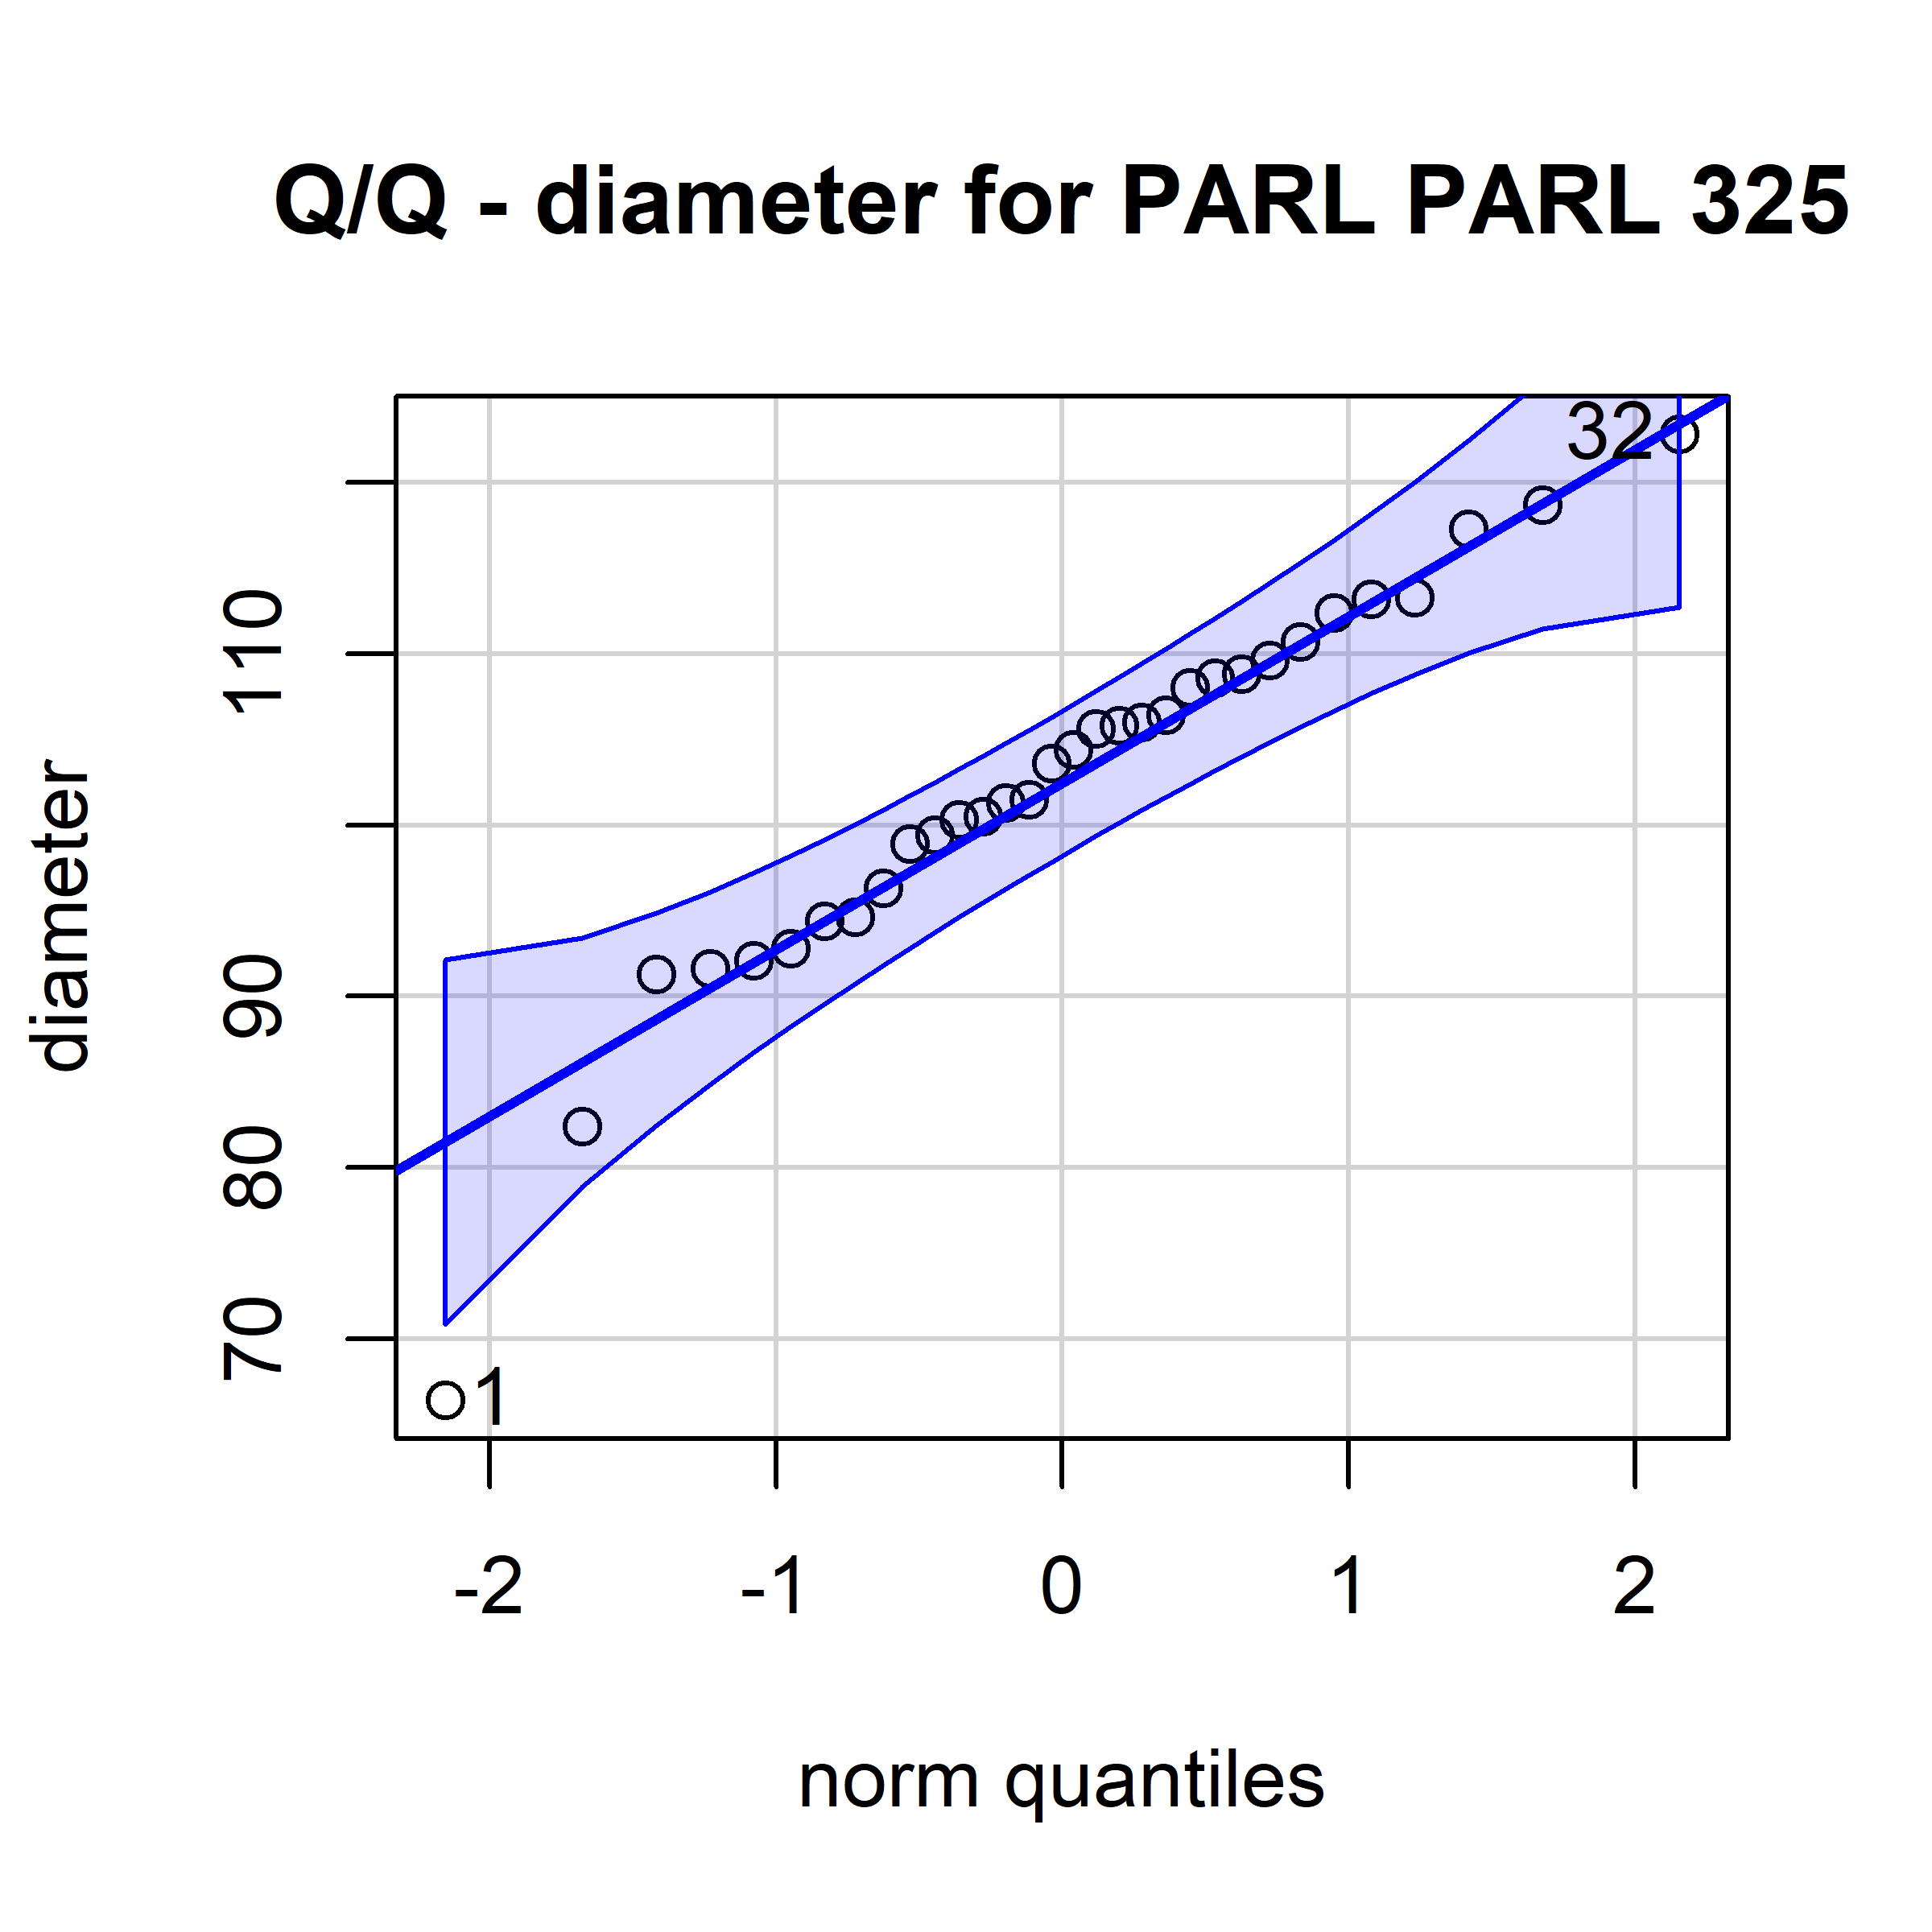 Q/Q - diameter for PARL PARL 325
32
110
90
80
70
diameter
1
-2 -1 0 1 2
norm quantiles